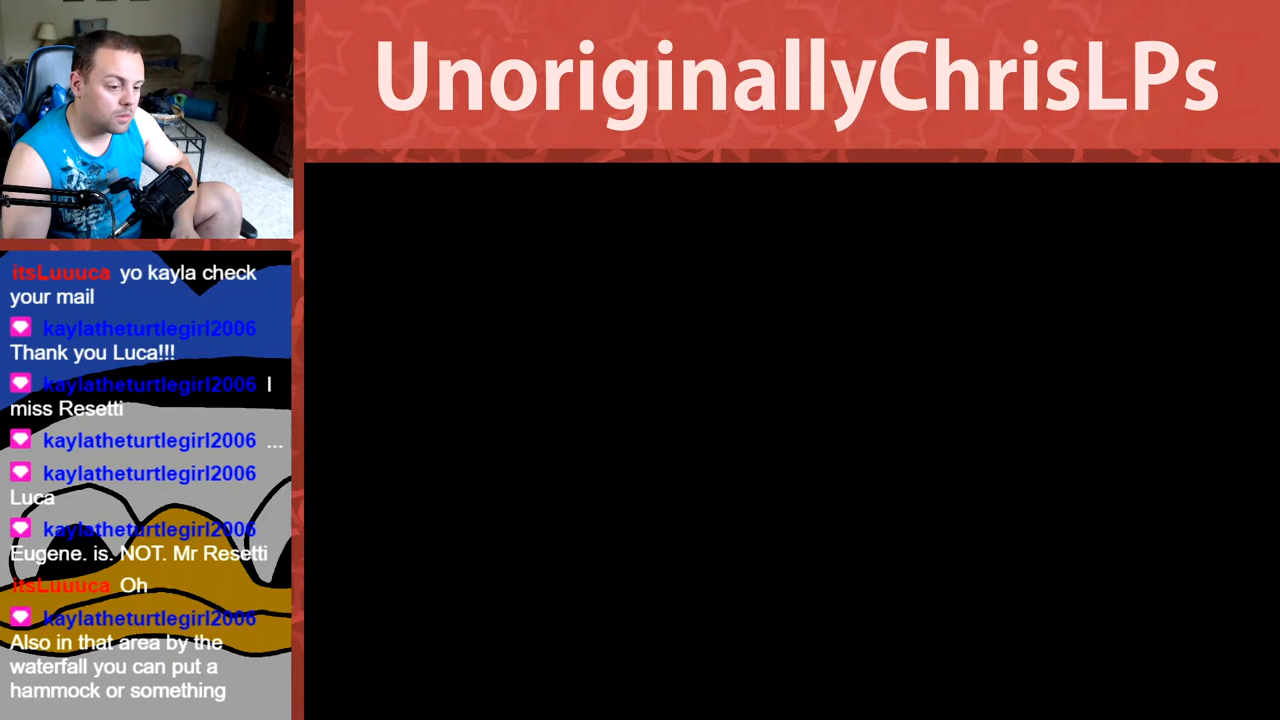 UnoriginallyChrisLPs
itsLuuuca yo kayla check
your mail
kaylatheturtlegirl2006
Thank you Luca!!!
kaylatheturtlegirl2006 I
miss Resetti
kaylatheturtlegirl2006 ...
kaylatheturtlegirl2006
Luca
kaylatheturtlegirl2006
Eugene. is. NOT. Mr Resetti
itsLuuuca Oh
kaylatheturtlegirl2006
Also in that area by the
waterfall you can put a
hammock or something